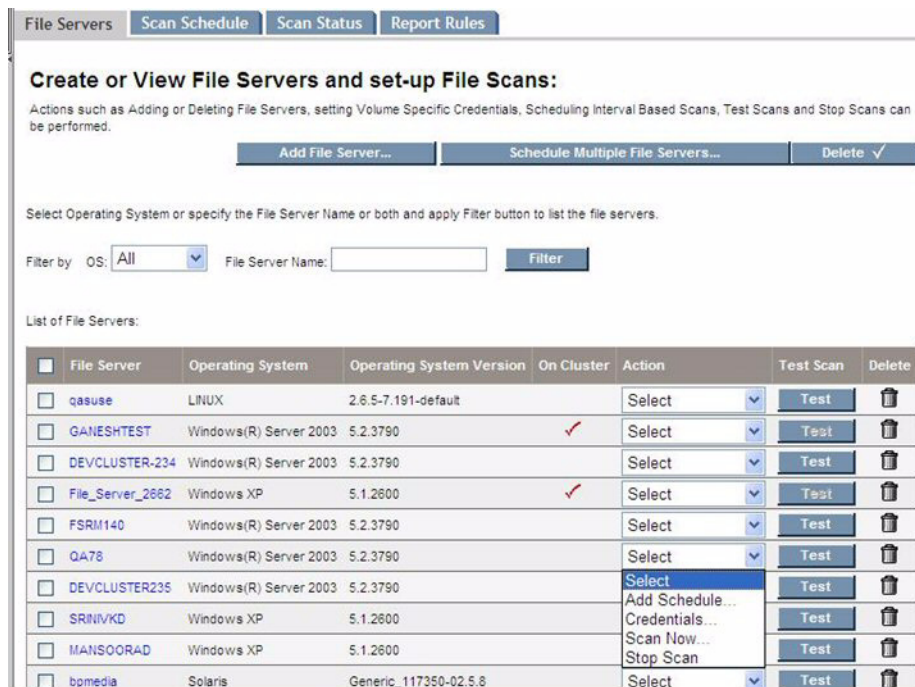 File Servers Scan Schedule Scan Status Report Rules
Create or View File Servers and set-up File Scans:
Actions such as Adding or Deleting File Servers, setting Volume Specific Credentials, Scheduling Interval Based Scans, Test Scans and Stop Scans can
be performed.
Add File Server... Schedule Multiple File Servers... Delete ✓
Select Operating System or specify the File Server Name or both and apply Filter button to list the file servers.
Filter by OS: All File Server Name: Filter
List of File Servers:
File Server Operating System Operating System Version On Cluster Action Test Scan Delete
qasuse LINUX 2.6.5-7.191-default Select Test
GANESHTEST Windows(R) Server 2003 5.2.3790 ✓ Select Test
DEVCLUSTER-234 Windows(R) Server 2003 5.2.3790 Select Test
File_Server_2662 Windows XP 5.1.2600 ✓ Select Test
FSRM140 Windows(R) Server 2003 5.2.3790 Select Test
QA78 Windows(R) Server 2003 5.2.3790 Select Test
DEVCLUSTER235 Windows(R) Server 2003 5.2.3790 Select Test
Add Schedule...
SRINIVKD Windows XP 5.1.2600 Credentials... Test
Scan Now...
MANSOORAD Windows XP 5.1.2600 Stop Scan Test
bpmedia Solaris Generic_117350-02.5.8 Select Test